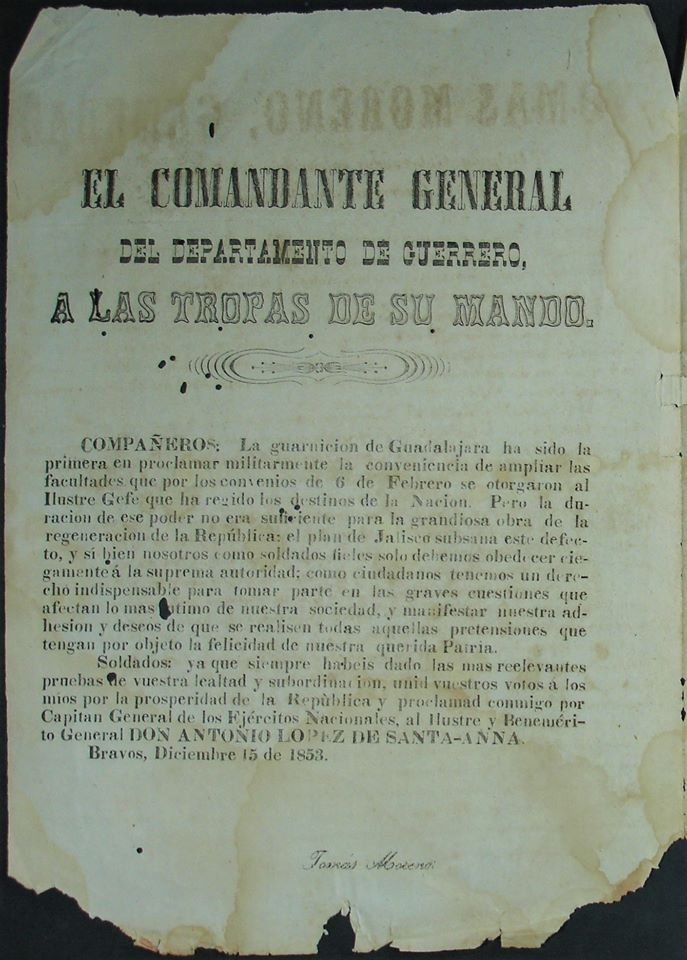 EL COMANDANTE GENERAL
DEL DEPARTAMENTO DE GUERRERO,
A LAS TROPAS DE SU MANDO.
COMPAÑEROS: La guarnicion de Guadalajara ha sido la
primera en proclamar militarmente la conveniencia de ampliar las
facultades que por los convenios de 6 de Febrero se otorgaron al
Ilustre Gefe que ha regido los destinos de la Nacion. Pero la du-
racion de ese poder no era suficiente para la grandiosa obra de la
regeneracion de la Repùblica: el plan de Jalisco subsana este defec-
to, y sí bien nosotros como soldados fieles solo debemos obedecer cie-
gamente á la suprema autoridad; como ciudadanos tenemos un dere-
cho indispensable para tomar parte en las graves cuestiones que
afectan lo mas íntimo de nuestra sociedad, y manifestar nuestra ad-
hesion y deseos de que se realisen todas aquellas pretensiones que
tengan por objeto la felicidad de nuestra querida Patria.
Soldados: ya que siempre habeis dado las mas reelevantes
pruebas de vuestra lealtad y subordinacion, unid vuestros votos á los
mios por la prosperidad de la Repùblica y proclamad conmigo por
Capitan General de los Ejércitos Nacionales, al Ilustre y Beneméri-
to General DON ANTONIO LOPEZ DE SANTA-ANNA.
Bravos, Diciembre 15 de 1853.
Tomás Moreno.